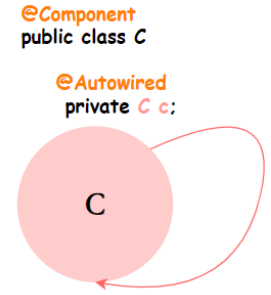 @Component
public class C
@Autowired
private C c;
C